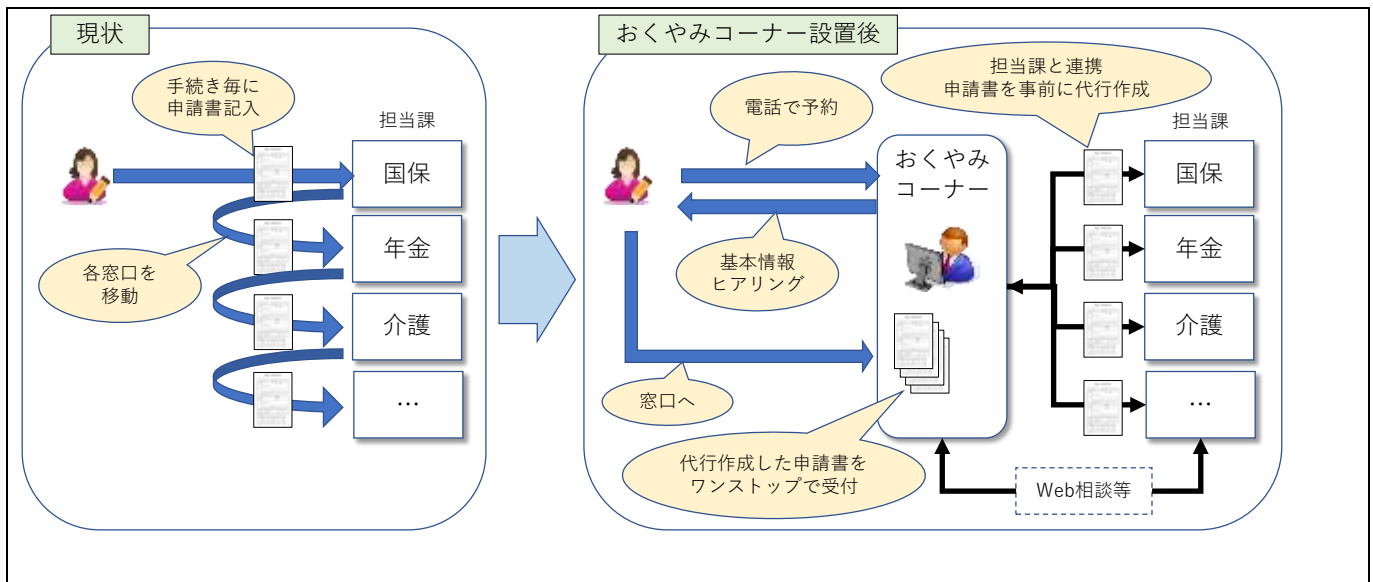 現状
手続き毎に
申請書記入
担当課
国保
年金
介護
…
各窓口を
移動
おくやみコーナー設置後
電話で予約
担当課と連携
申請書を事前に代行作成
おくやみ
コーナー
基本情報
ヒアリング
窓口へ
代行作成した申請書を
ワンストップで受付
担当課
国保
年金
介護
…
Web相談等